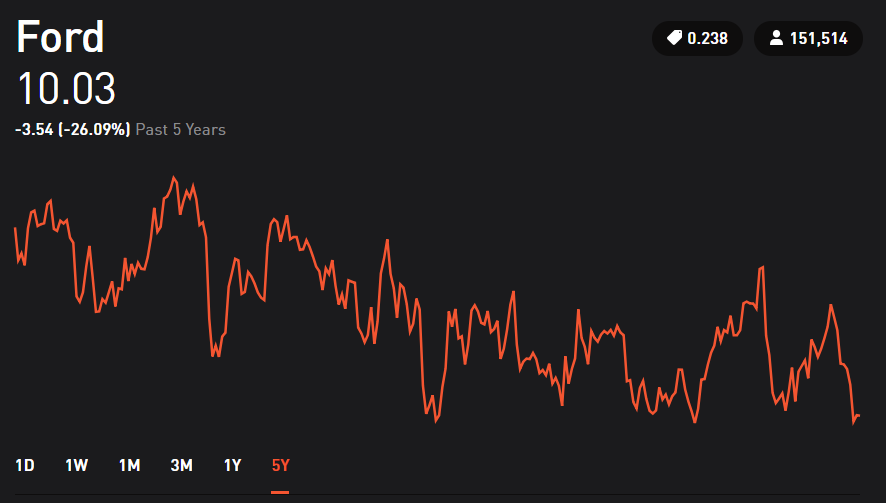 Ford
0.238
151,514
10.03
-3.54 (-26.09%) Past 5 Years
1D 1W 1M 3M 1Y 5Y